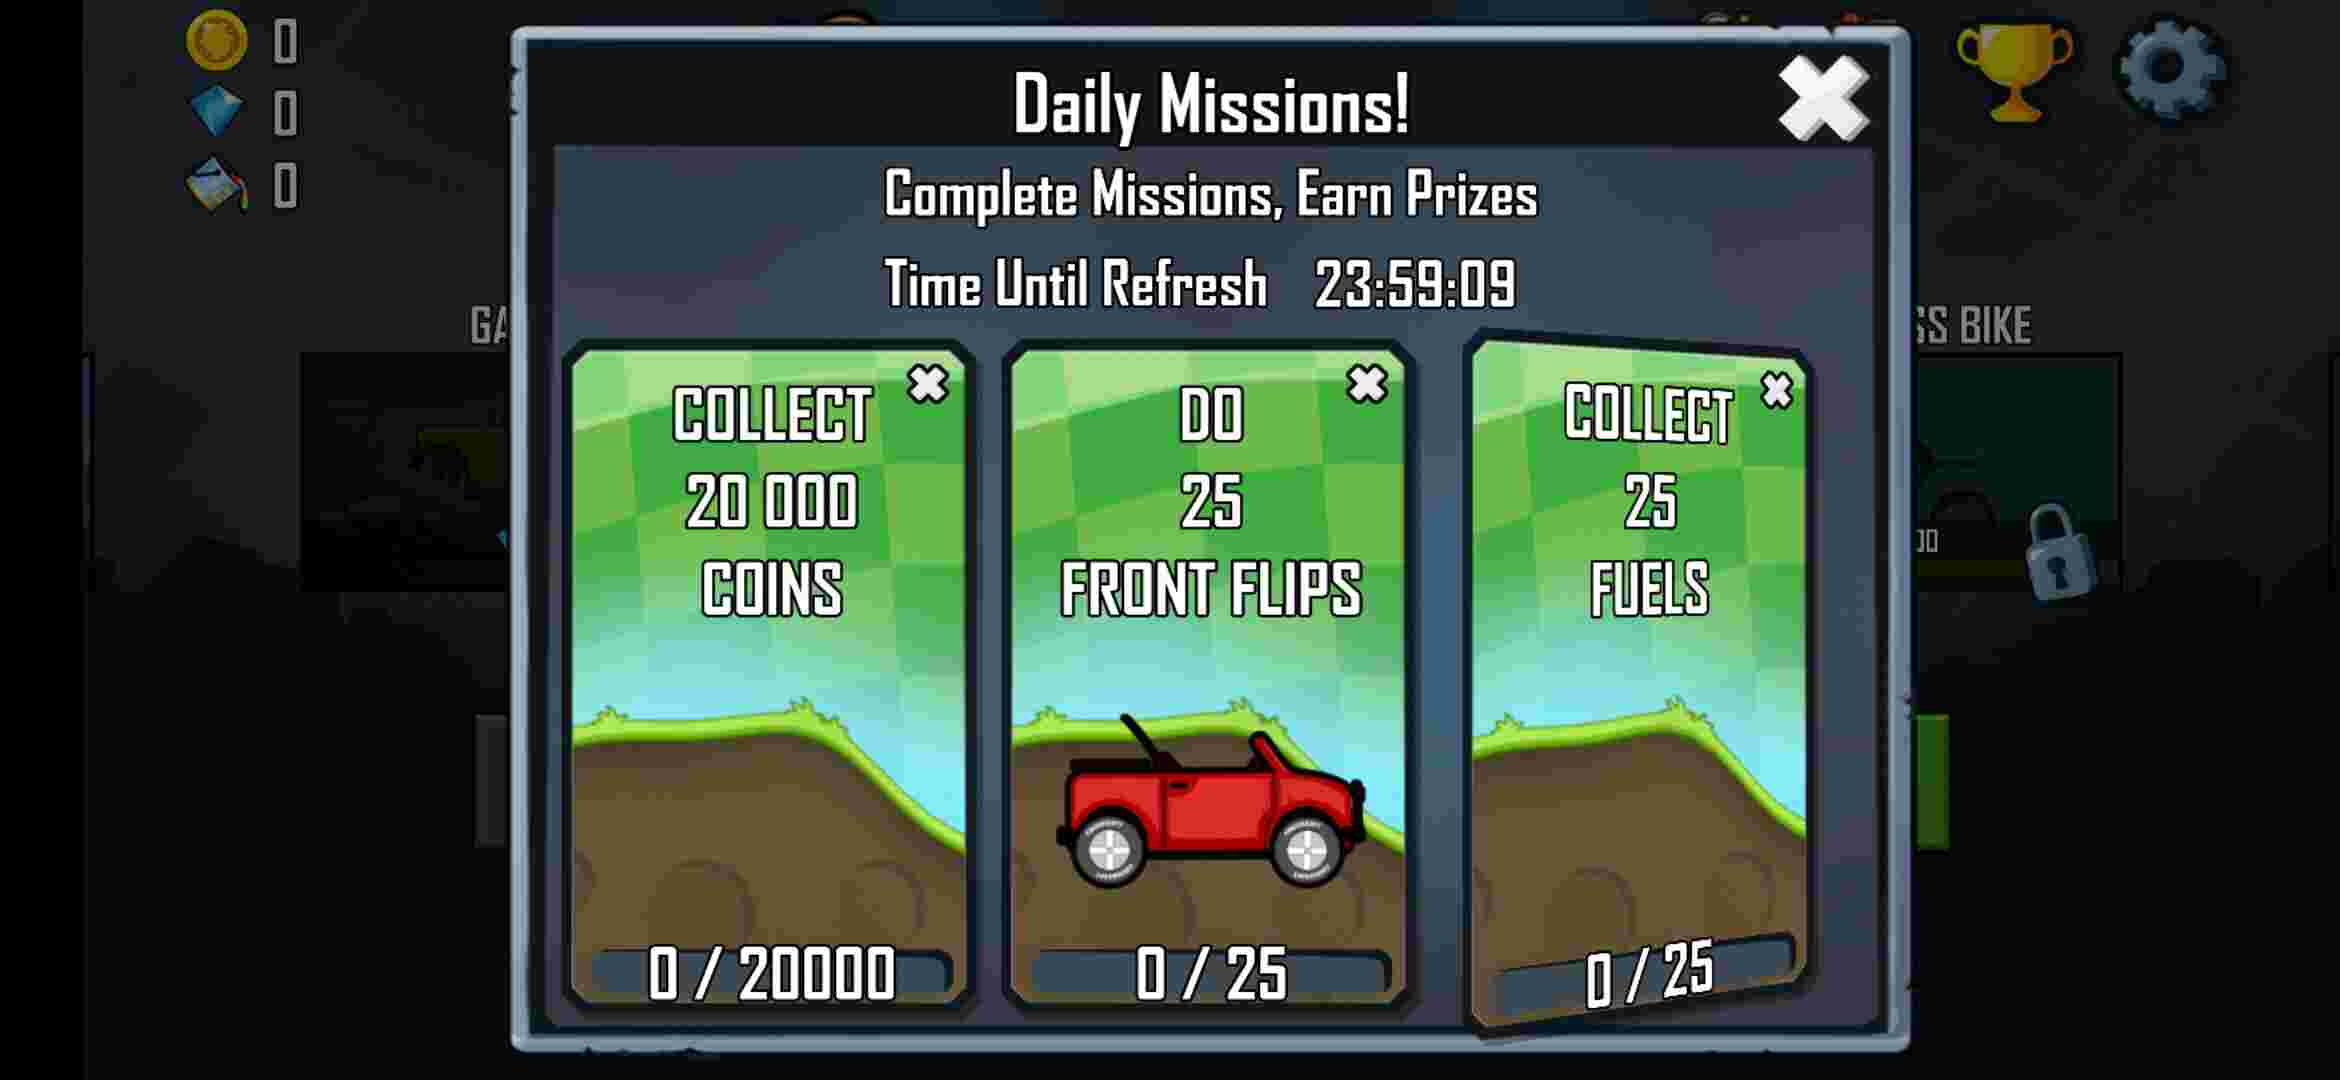 0
0
0
Daily Missions!
Complete Missions, Earn Prizes
Time Until Refresh 23:59:09
GA
SS BIKE
COLLECT
20 000
COINS
0 / 20000
DO
25
FRONT FLIPS
0 / 25
COLLECT
25
FUELS
0 / 25